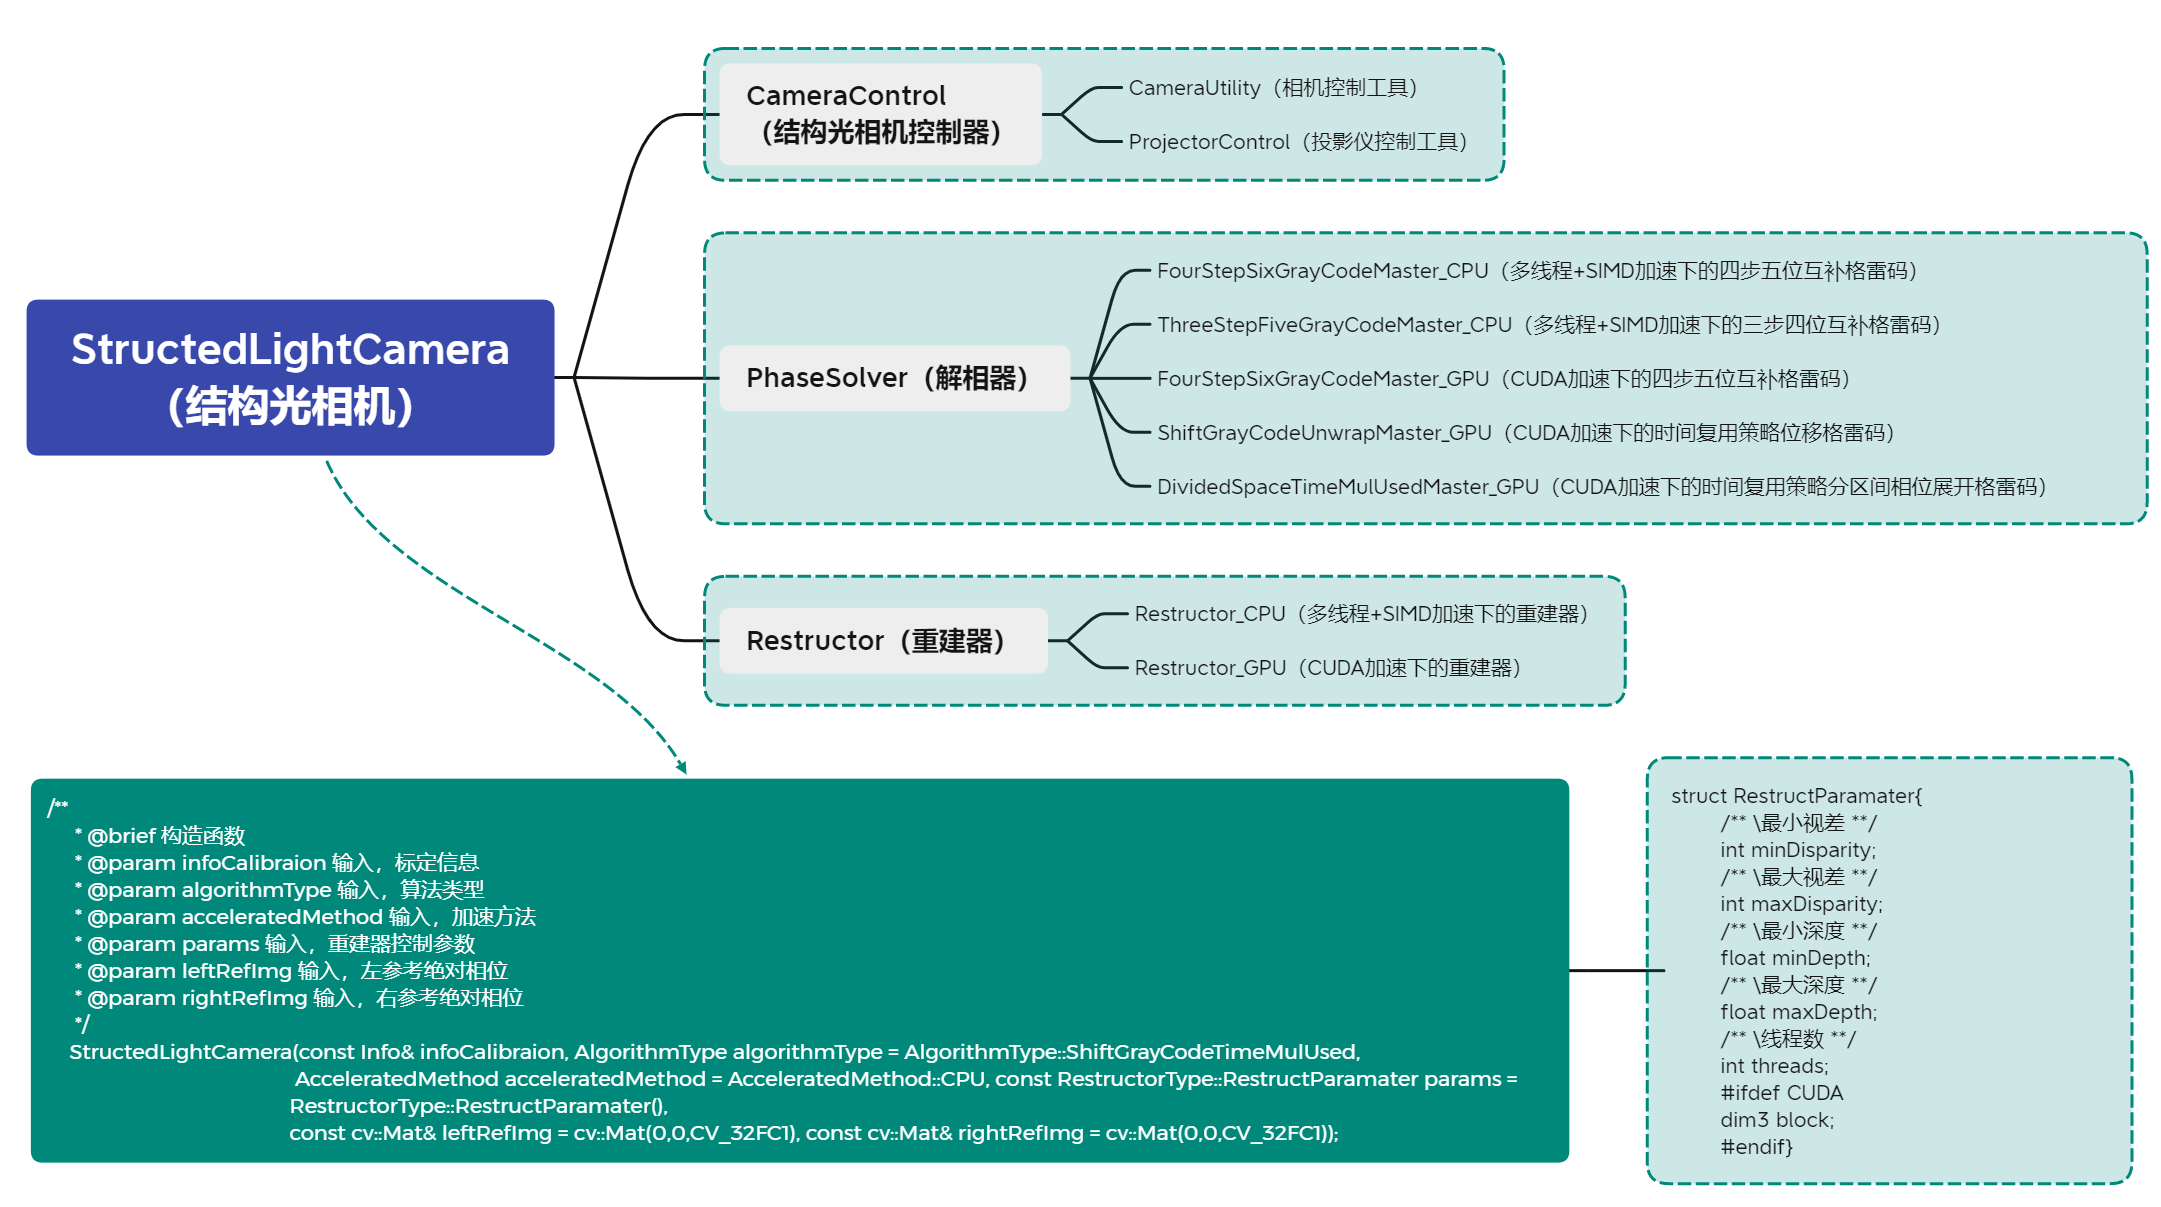 CameraControl
（结构光相机控制器）
CameraUtility（相机控制工具）
ProjectorControl（投影仪控制工具）
StructedLightCamera
（结构光相机）
PhaseSolver（解相器）
FourStepSixGrayCodeMaster_CPU（多线程+SIMD加速下的四步五位互补格雷码）
ThreeStepFiveGrayCodeMaster_CPU（多线程+SIMD加速下的三步四位互补格雷码）
FourStepSixGrayCodeMaster_GPU（CUDA加速下的四步五位互补格雷码）
ShiftGrayCodeUnwrapMaster_GPU（CUDA加速下的时间复用策略位移格雷码）
DividedSpaceTimeMulUsedMaster_GPU（CUDA加速下的时间复用策略分区间相位展开格雷码）
Restructor（重建器）
Restructor_CPU（多线程+SIMD加速下的重建器）
Restructor_GPU（CUDA加速下的重建器）
/**
* @brief 构造函数
* @param infoCalibraion 输入，标定信息
* @param algorithmType 输入，算法类型
* @param acceleratedMethod 输入，加速方法
* @param params 输入，重建器控制参数
* @param leftRefImg 输入，左参考绝对相位
* @param rightRefImg 输入，右参考绝对相位
*/
StructedLightCamera(const Info& infoCalibraion, AlgorithmType algorithmType = AlgorithmType::ShiftGrayCodeTimeMulUsed,
AcceleratedMethod acceleratedMethod = AcceleratedMethod::CPU, const RestructorType::RestructParamater params =
RestructorType::RestructParamater(),
const cv::Mat& leftRefImg = cv::Mat(0,0,CV_32FC1), const cv::Mat& rightRefImg = cv::Mat(0,0,CV_32FC1));
struct RestructParamater{
/** \最小视差 **/
int minDisparity;
/** \最大视差 **/
int maxDisparity;
/** \最小深度 **/
float minDepth;
/** \最大深度 **/
float maxDepth;
/** \线程数 **/
int threads;
#ifdef CUDA
dim3 block;
#endif}